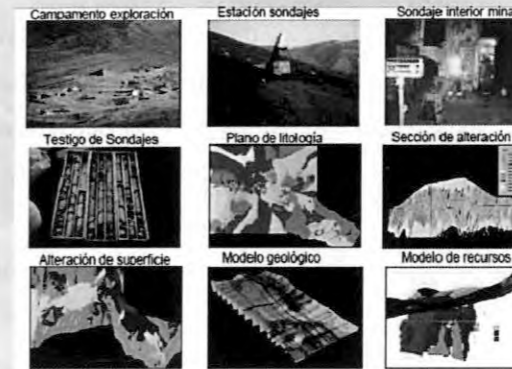 Campamento exploración
Estación sondajes
Sondaje interior mina
Testigo de Sondajes
Plano de litología
Sección de alteración
Alteración de superficie
Modelo geológico
Modelo de recursos